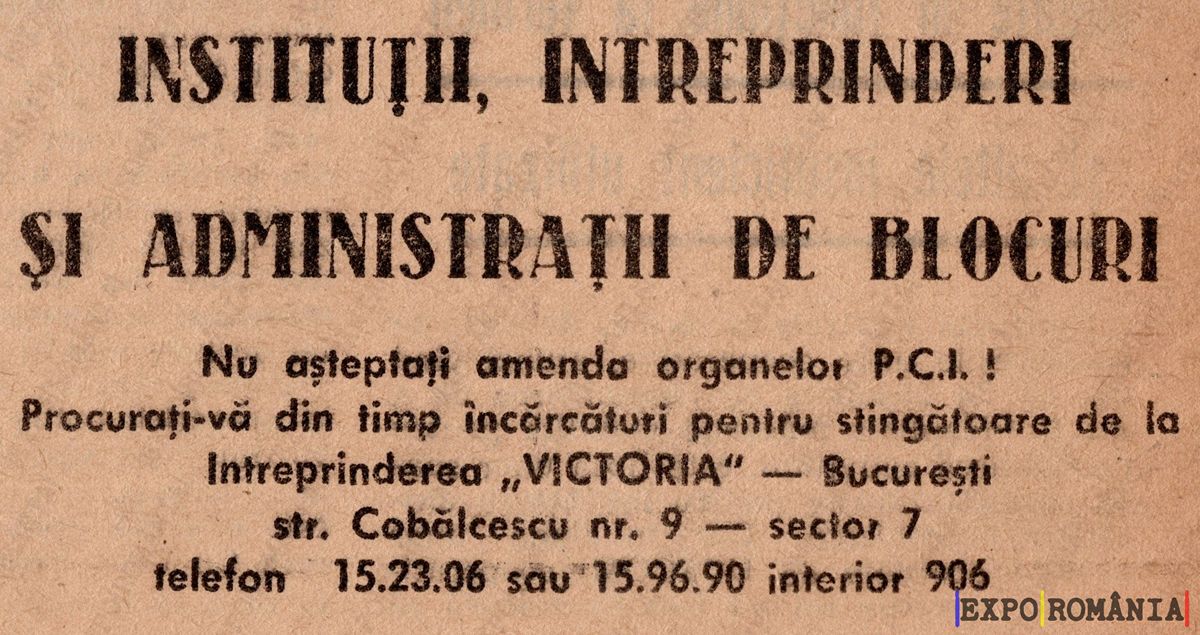 INSTITUȚII, INTREPRINDERI
ȘI ADMINISTRAȚII DE BLOCURI
Nu așteptați amenda organelor P.C.I. !
Procurați-vă din timp încărcături pentru stingătoare de la
Intreprinderea „VICTORIA" — București
str. Cobălcescu nr. 9 — sector 7
telefon 15.23.06 sau 15.96.90 interior 906
EXPO ROMÂNIA